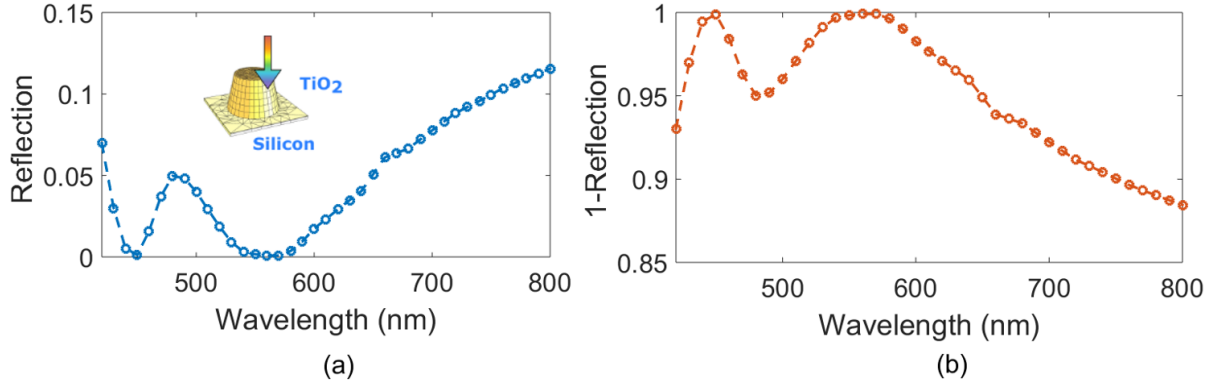 0.15
0.1
0.05
0
Reflection
TiO2
Silicon
500
600
700
800
Wavelength (nm)
(a)
1
0.95
0.9
0.85
1-Reflection
500
600
700
800
Wavelength (nm)
(b)